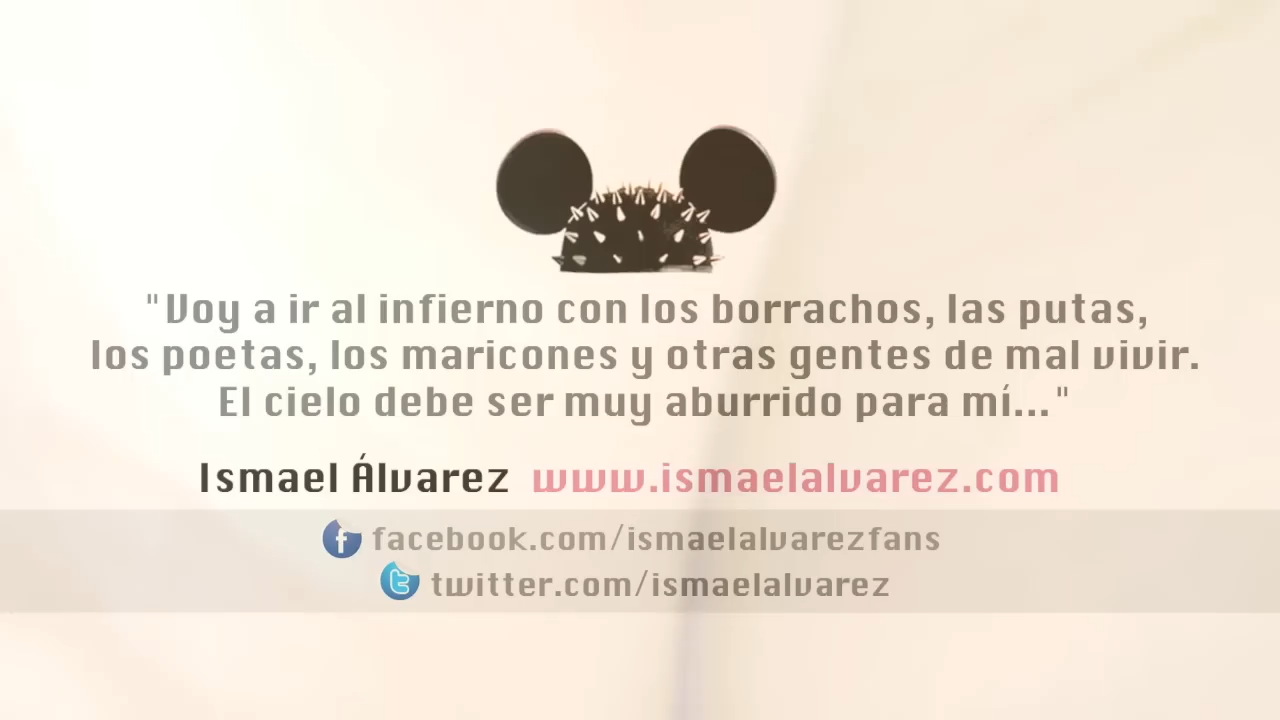 "Voy a ir al infierno con los borrachos, las putas,
los poetas, los maricones y otras gentes de mal vivir.
El cielo debe ser muy aburrido para mí..."
Ismael Álvarez www.ismaelalvarez.com
facebook.com/ismaelalvarezfans
twitter.com/ismaelalvarez